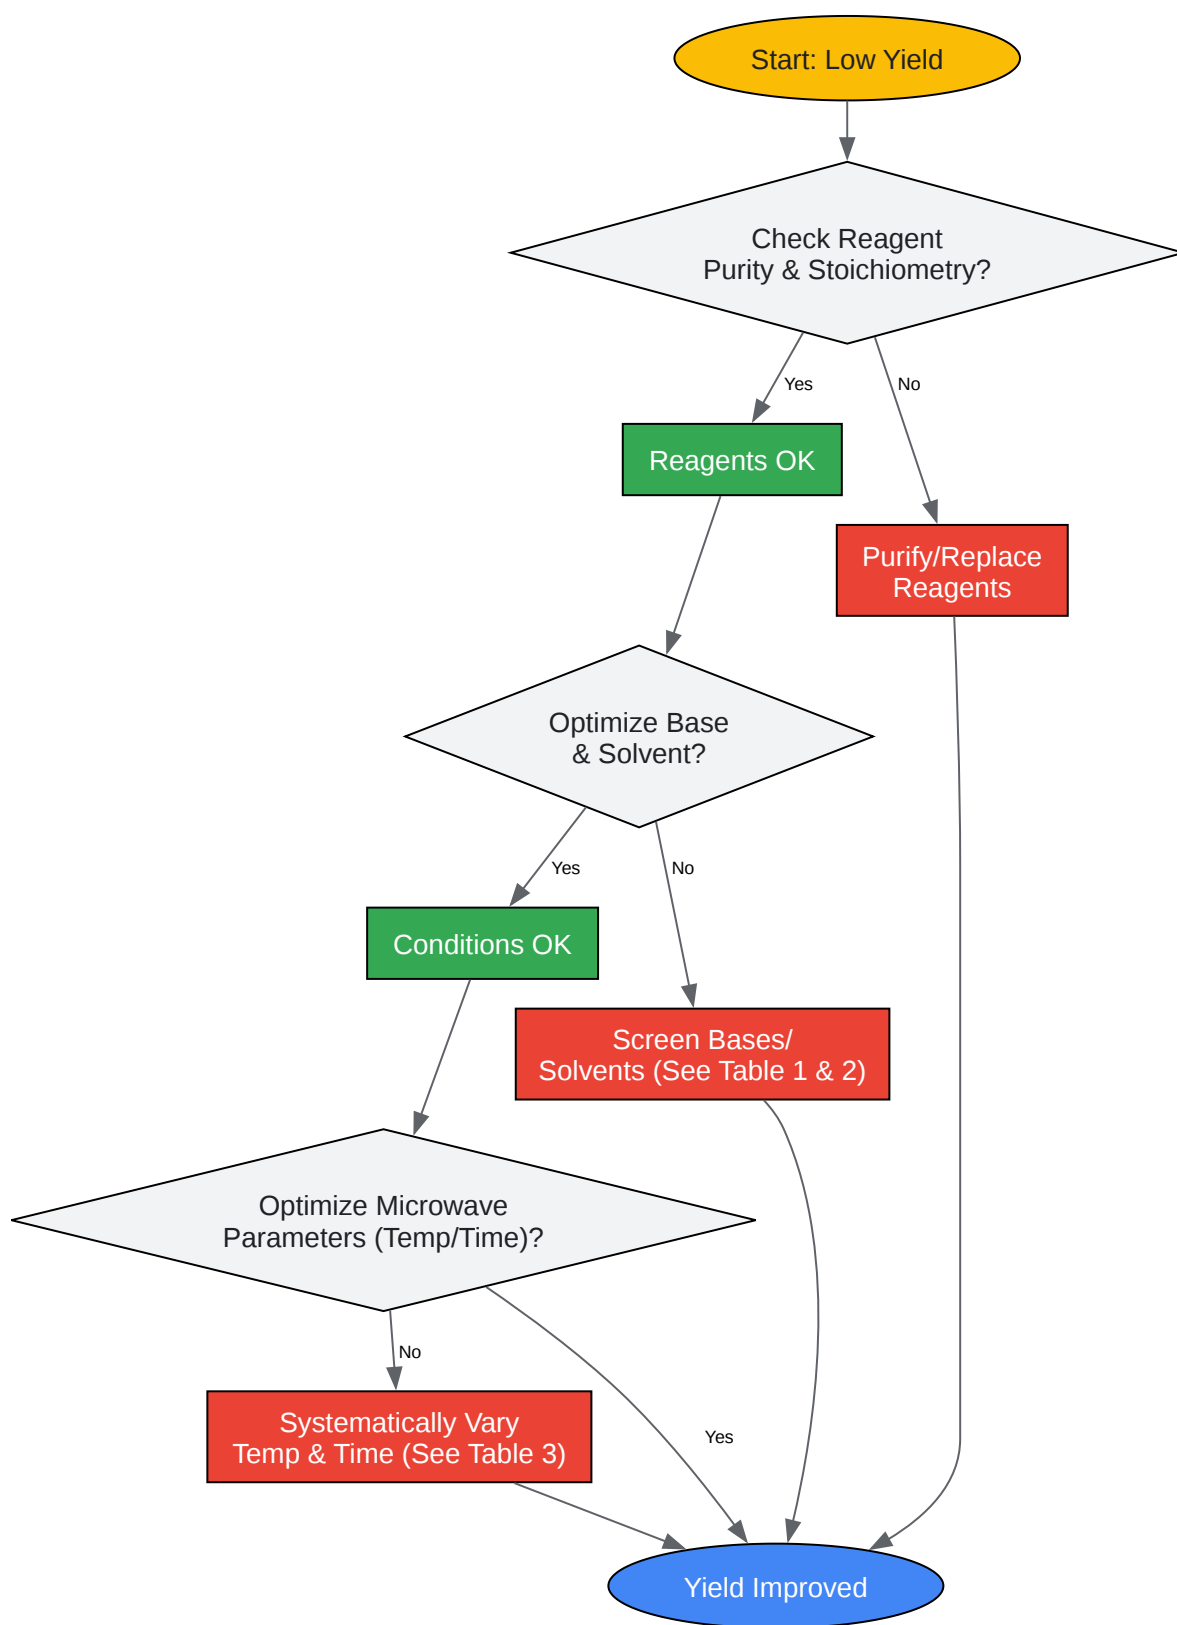 Start: Low Yield
Check Reagent
Purity & Stoichiometry?
Yes
No
Reagents OK
Purify/Replace
Reagents
Optimize Base
& Solvent?
Yes
No
Conditions OK
Screen Bases/
Solvents (See Table 1 & 2)
Optimize Microwave
Parameters (Temp/Time)?
No
Yes
Systematically Vary
Temp & Time (See Table 3)
Yield Improved